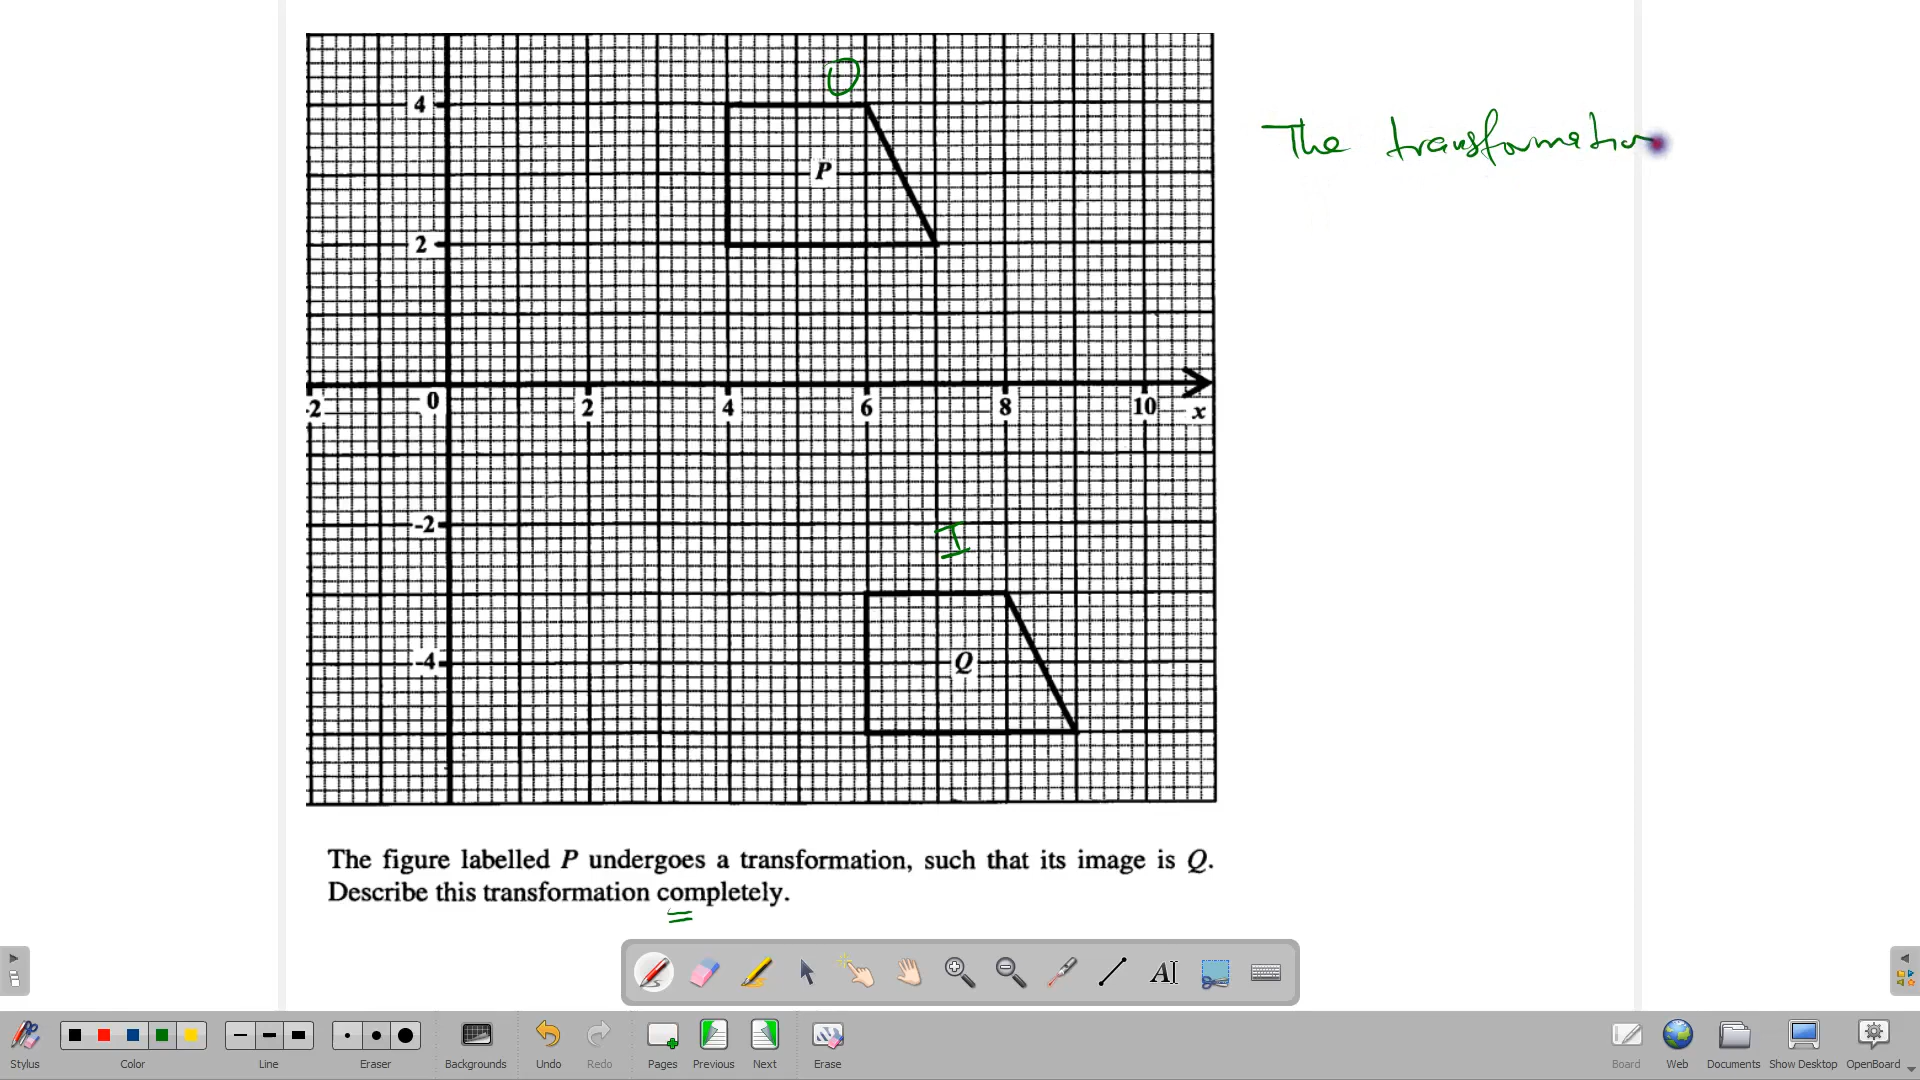 O
The transformation
4
P
2
-2 0 2 4 6 8 10 x
-2
I
-4
Q
The figure labelled P undergoes a transformation, such that its image is Q.
Describe this transformation completely.
Stylus Color Line Eraser Backgrounds Undo Redo Pages Previous Next Erase Board Web Documents Show Desktop OpenBoard